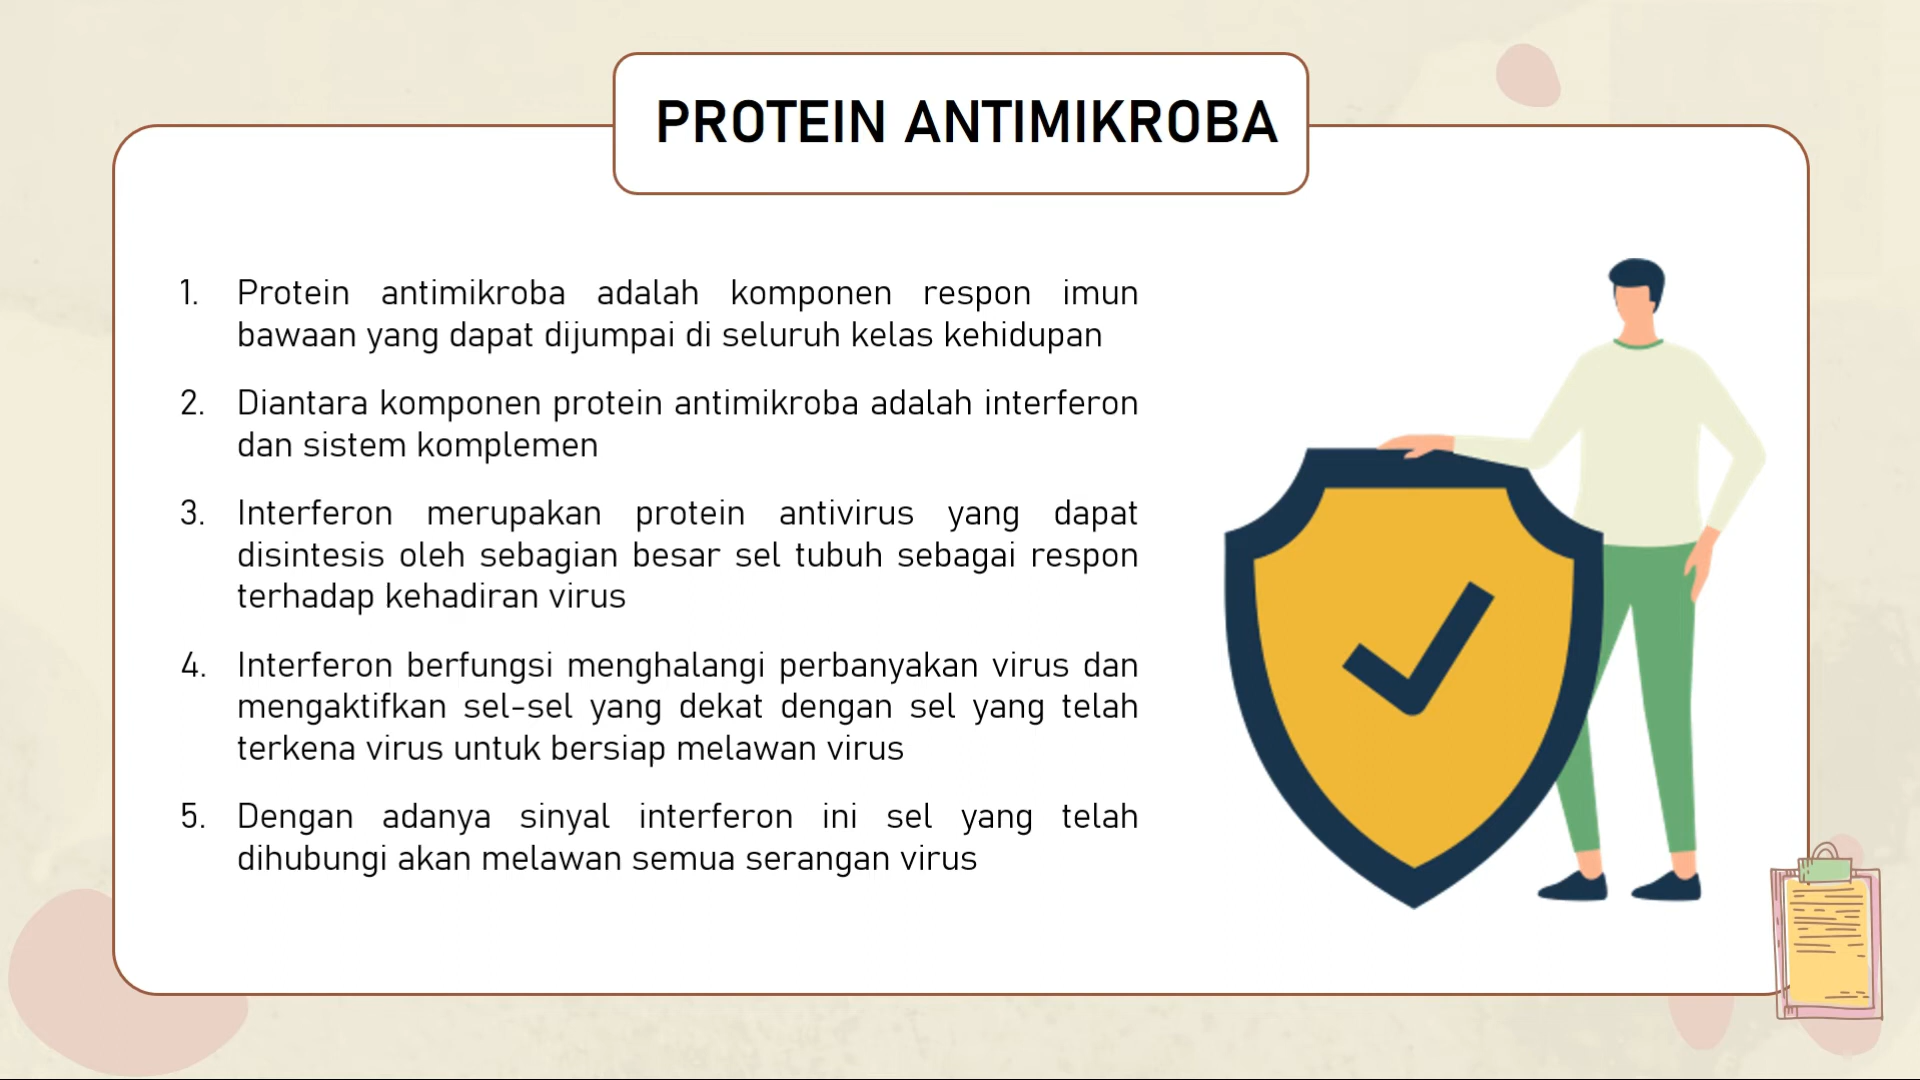 PROTEIN ANTIMIKROBA
1. Protein antimikroba adalah komponen respon imun
bawaan yang dapat dijumpai di seluruh kelas kehidupan
2. Diantara komponen protein antimikroba adalah interferon
dan sistem komplemen
3. Interferon merupakan protein antivirus yang dapat
disintesis oleh sebagian besar sel tubuh sebagai respon
terhadap kehadiran virus
4. Interferon berfungsi menghalangi perbanyakan virus dan
mengaktifkan sel-sel yang dekat dengan sel yang telah
terkena virus untuk bersiap melawan virus
5. Dengan adanya sinyal interferon ini sel yang telah
dihubungi akan melawan semua serangan virus